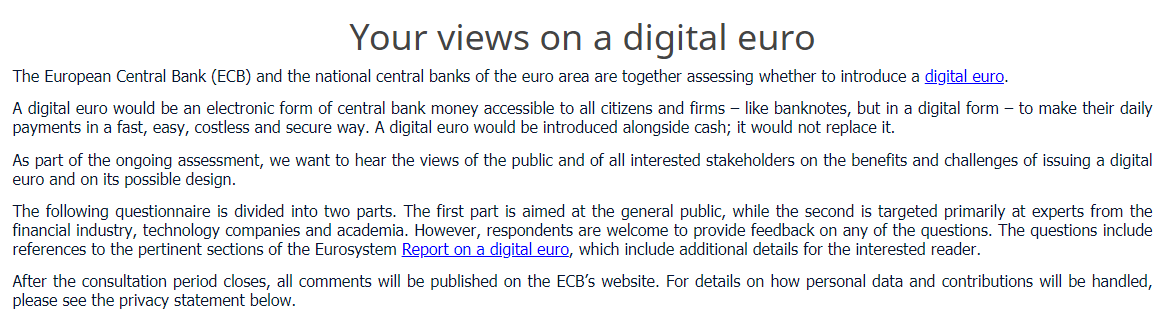 Your views on a digital euro
The European Central Bank (ECB) and the national central banks of the euro area are together assessing whether to introduce a digital euro.
A digital euro would be an electronic form of central bank money accessible to all citizens and firms – like banknotes, but in a digital form – to make their daily
payments in a fast, easy, costless and secure way. A digital euro would be introduced alongside cash; it would not replace it.
As part of the ongoing assessment, we want to hear the views of the public and of all interested stakeholders on the benefits and challenges of issuing a digital
euro and on its possible design.
The following questionnaire is divided into two parts. The first part is aimed at the general public, while the second is targeted primarily at experts from the
financial industry, technology companies and academia. However, respondents are welcome to provide feedback on any of the questions. The questions include
references to the pertinent sections of the Eurosystem Report on a digital euro, which include additional details for the interested reader.
After the consultation period closes, all comments will be published on the ECB’s website. For details on how personal data and contributions will be handled,
please see the privacy statement below.